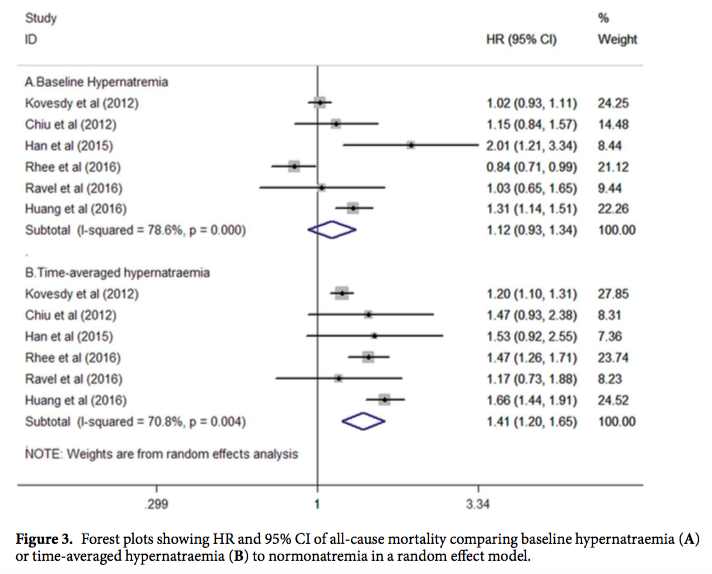 Study %
ID HR (95% CI) Weight
A.Baseline Hypernatremia
Kovesdy et al (2012) 1.02 (0.93, 1.11) 24.25
Chiu et al (2012) 1.15 (0.84, 1.57) 14.48
Han et al (2015) 2.01 (1.21, 3.34) 8.44
Rhee et al (2016) 0.84 (0.71, 0.99) 21.12
Ravel et al (2016) 1.03 (0.65, 1.65) 9.44
Huang et al (2016) 1.31 (1.14, 1.51) 22.26
Subtotal (I-squared = 78.6%, p = 0.000) 1.12 (0.93, 1.34) 100.00
.
B.Time-averaged hypernatraemia
Kovesdy et al (2012) 1.20 (1.10, 1.31) 27.85
Chiu et al (2012) 1.47 (0.93, 2.38) 8.31
Han et al (2015) 1.53 (0.92, 2.55) 7.36
Rhee et al (2016) 1.47 (1.26, 1.71) 23.74
Ravel et al (2016) 1.17 (0.73, 1.88) 8.23
Huang et al (2016) 1.66 (1.44, 1.91) 24.52
Subtotal (I-squared = 70.8%, p = 0.004) 1.41 (1.20, 1.65) 100.00
NOTE: Weights are from random effects analysis
.299 1 3.34
Figure 3. Forest plots showing HR and 95% CI of all-cause mortality comparing baseline hypernatraemia (A)
or time-averaged hypernatraemia (B) to normonatremia in a random effect model.